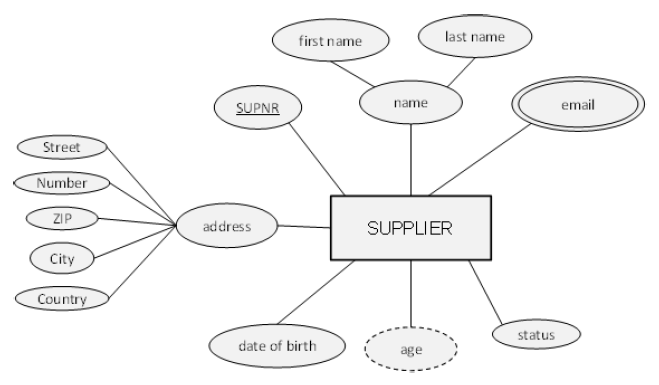 first name
last name
SUPNR
name
email
Street
Number
ZIP
City
Country
address
SUPPLIER
date of birth
age
status